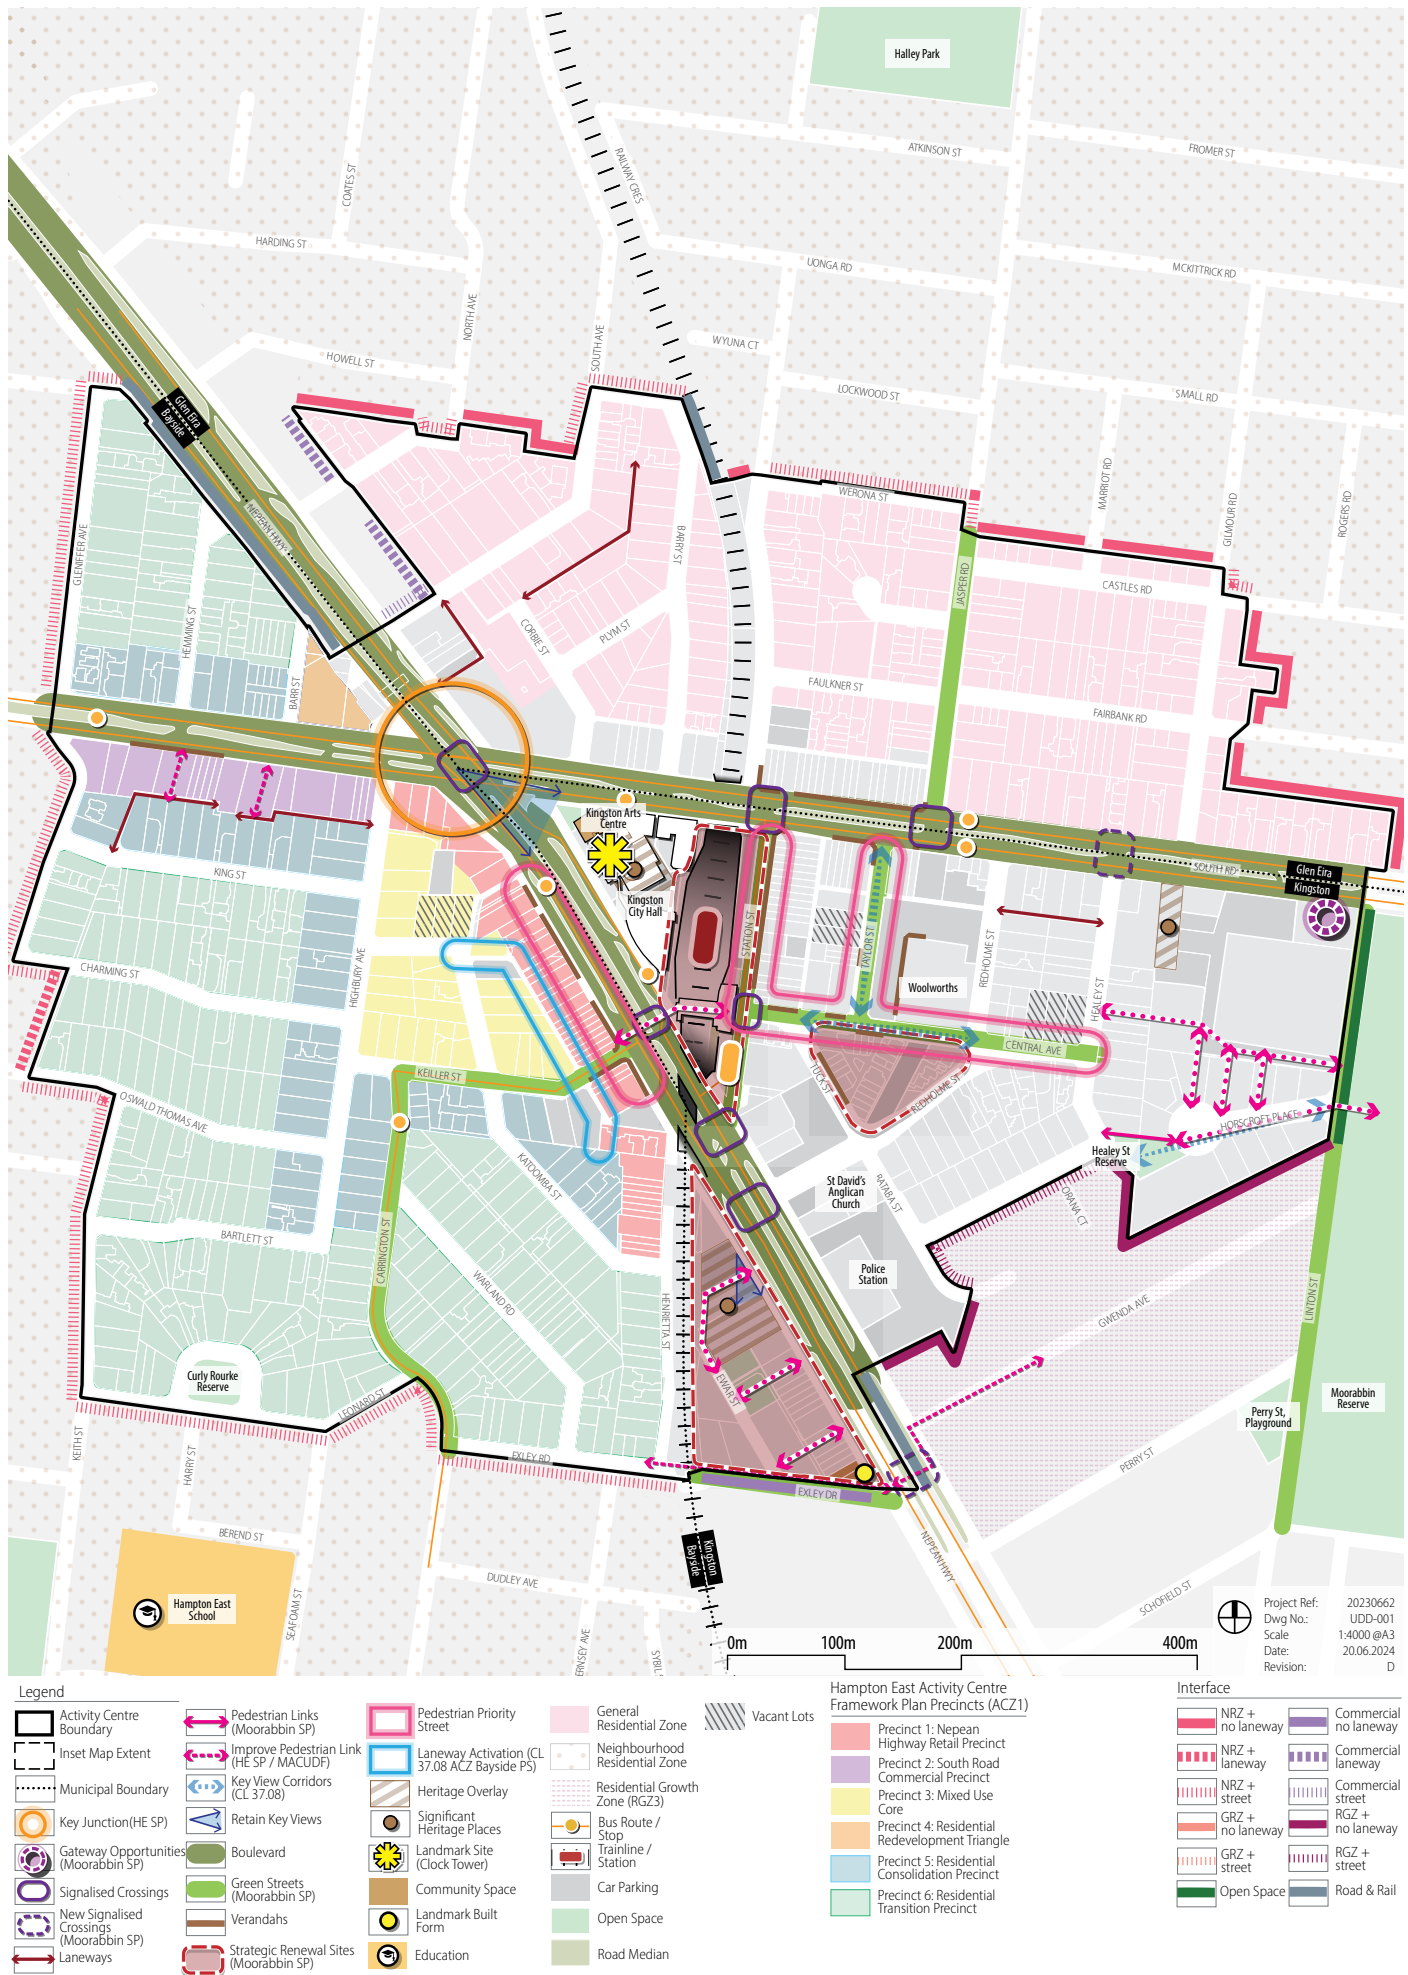 Halley Park
ATKINSON ST
FROMER ST
RAILWAY CRES
COATES ST
HARDING ST
UONGA RD
MCKITTRICK RD
NORTH AVE
SOUTH AVE
WYUNA CT
HOWELL ST
LOCKWOOD ST
SMALL RD
Glen Eira
Bayside
MARRIOT RD
GILMOUR RD
ROGERS RD
WERONA ST
NEPEAN HWY
BARRY ST
GLENIFFER AVE
JASPER RD
CASTLES RD
HEMMING ST
CORBIE ST
PLYM ST
BARR ST
FAULKNER ST
FAIRBANK RD
Kingston Arts
Centre
KING ST
SOUTH RD
Glen Eira
Kingston
Kingston
City Hall
STATION ST
TAYLOR ST
REDHOLME ST
Woolworths
HEALEY ST
CHARMING ST
HIGHBURY AVE
CENTRAL AVE
KEILLER ST
TUCK ST
REDHOLME ST
OSWALD THOMAS AVE
HORSCROFT PLACE
Healey St
Reserve
KATOOMBA ST
St David's
Anglican
Church
RATABA ST
ORANA CT
BARTLETT ST
CARRINGTON ST
WARLAND RD
HENRIETTA ST
Police
Station
GWENDA AVE
LINTON ST
Curly Rourke
Reserve
EWAR ST
LEONARD ST
Moorabbin
Reserve
Perry St,
Playground
KEITH ST
HARRY ST
EXLEY RD
EXLEY DR
PERRY ST
BEREND ST
Kingston
Bayside
NEPEAN HWY
DUDLEY AVE
SCHOFIELD ST
Hampton East
School
SEAFOAM ST
ERNSEY AVE
SYBIL
0m
100m
200m
400m
Project Ref: 20230662
Dwg No.: UDD-001
Scale 1:4000 @A3
Date: 20.06.2024
Revision: D
Legend
Activity Centre
Boundary
Inset Map Extent
Municipal Boundary
Key Junction(HE SP)
Gateway Opportunities
(Moorabbin SP)
Signalised Crossings
New Signalised
Crossings
(Moorabbin SP)
Laneways
Pedestrian Links
(Moorabbin SP)
Improve Pedestrian Link
(HE SP / MACUDF)
Key View Corridors
(CL 37.08)
Retain Key Views
Boulevard
Green Streets
(Moorabbin SP)
Verandahs
Strategic Renewal Sites
(Moorabbin SP)
Pedestrian Priority
Street
Laneway Activation (CL
37.08 ACZ Bayside PS)
Heritage Overlay
Significant
Heritage Places
Landmark Site
(Clock Tower)
Community Space
Landmark Built
Form
Education
General
Residential Zone
Neighbourhood
Residential Zone
Residential Growth
Zone (RGZ3)
Bus Route /
Stop
Trainline /
Station
Car Parking
Open Space
Road Median
Vacant Lots
Hampton East Activity Centre
Framework Plan Precincts (ACZ1)
Precinct 1: Nepean
Highway Retail Precinct
Precinct 2: South Road
Commercial Precinct
Precinct 3: Mixed Use
Core
Precinct 4: Residential
Redevelopment Triangle
Precinct 5: Residential
Consolidation Precinct
Precinct 6: Residential
Transition Precinct
Interface
NRZ +
no laneway
NRZ +
laneway
NRZ +
street
GRZ +
no laneway
GRZ +
street
Open Space
Commercial
no laneway
Commercial
laneway
Commercial
street
RGZ +
no laneway
RGZ +
street
Road & Rail